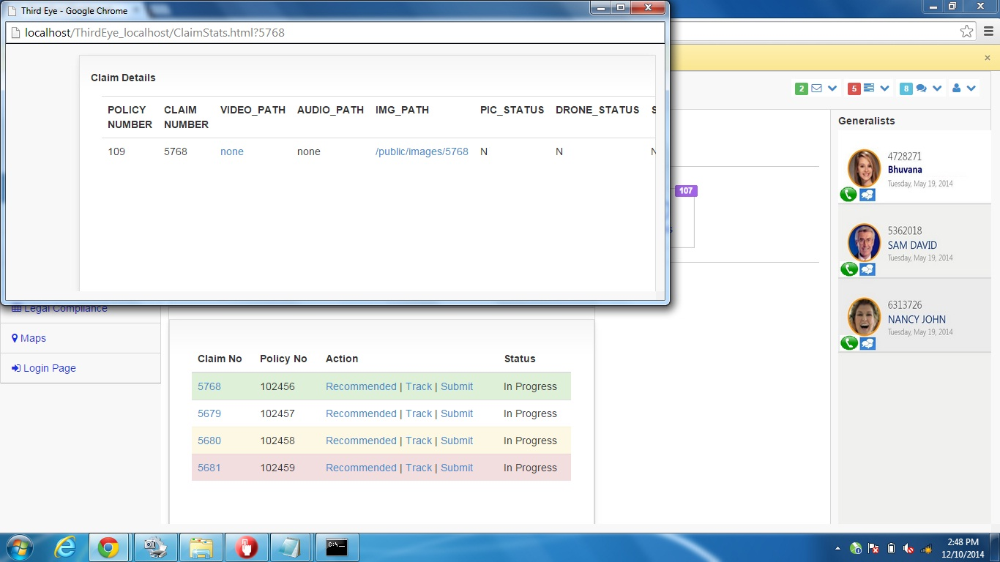 Third Eye - Google Chrome
localhost/ThirdEye_localhost/ClaimStats.html?5768
Claim Details
POLICY NUMBER CLAIM NUMBER VIDEO_PATH AUDIO_PATH IMG_PATH PIC_STATUS DRONE_STATUS S
109 5768 none none /public/images/5768 N N N
2 5 8
107
Generalists
4728271
Bhuvana
Tuesday, May 19, 2014
5362018
SAM DAVID
Tuesday, May 19, 2014
6313726
NANCY JOHN
Tuesday, May 19, 2014
Legal Compliance
Maps
Login Page
Claim No Policy No Action Status
5768 102456 Recommended | Track | Submit In Progress
5679 102457 Recommended | Track | Submit In Progress
5680 102458 Recommended | Track | Submit In Progress
5681 102459 Recommended | Track | Submit In Progress
C:\_
2:48 PM
12/10/2014